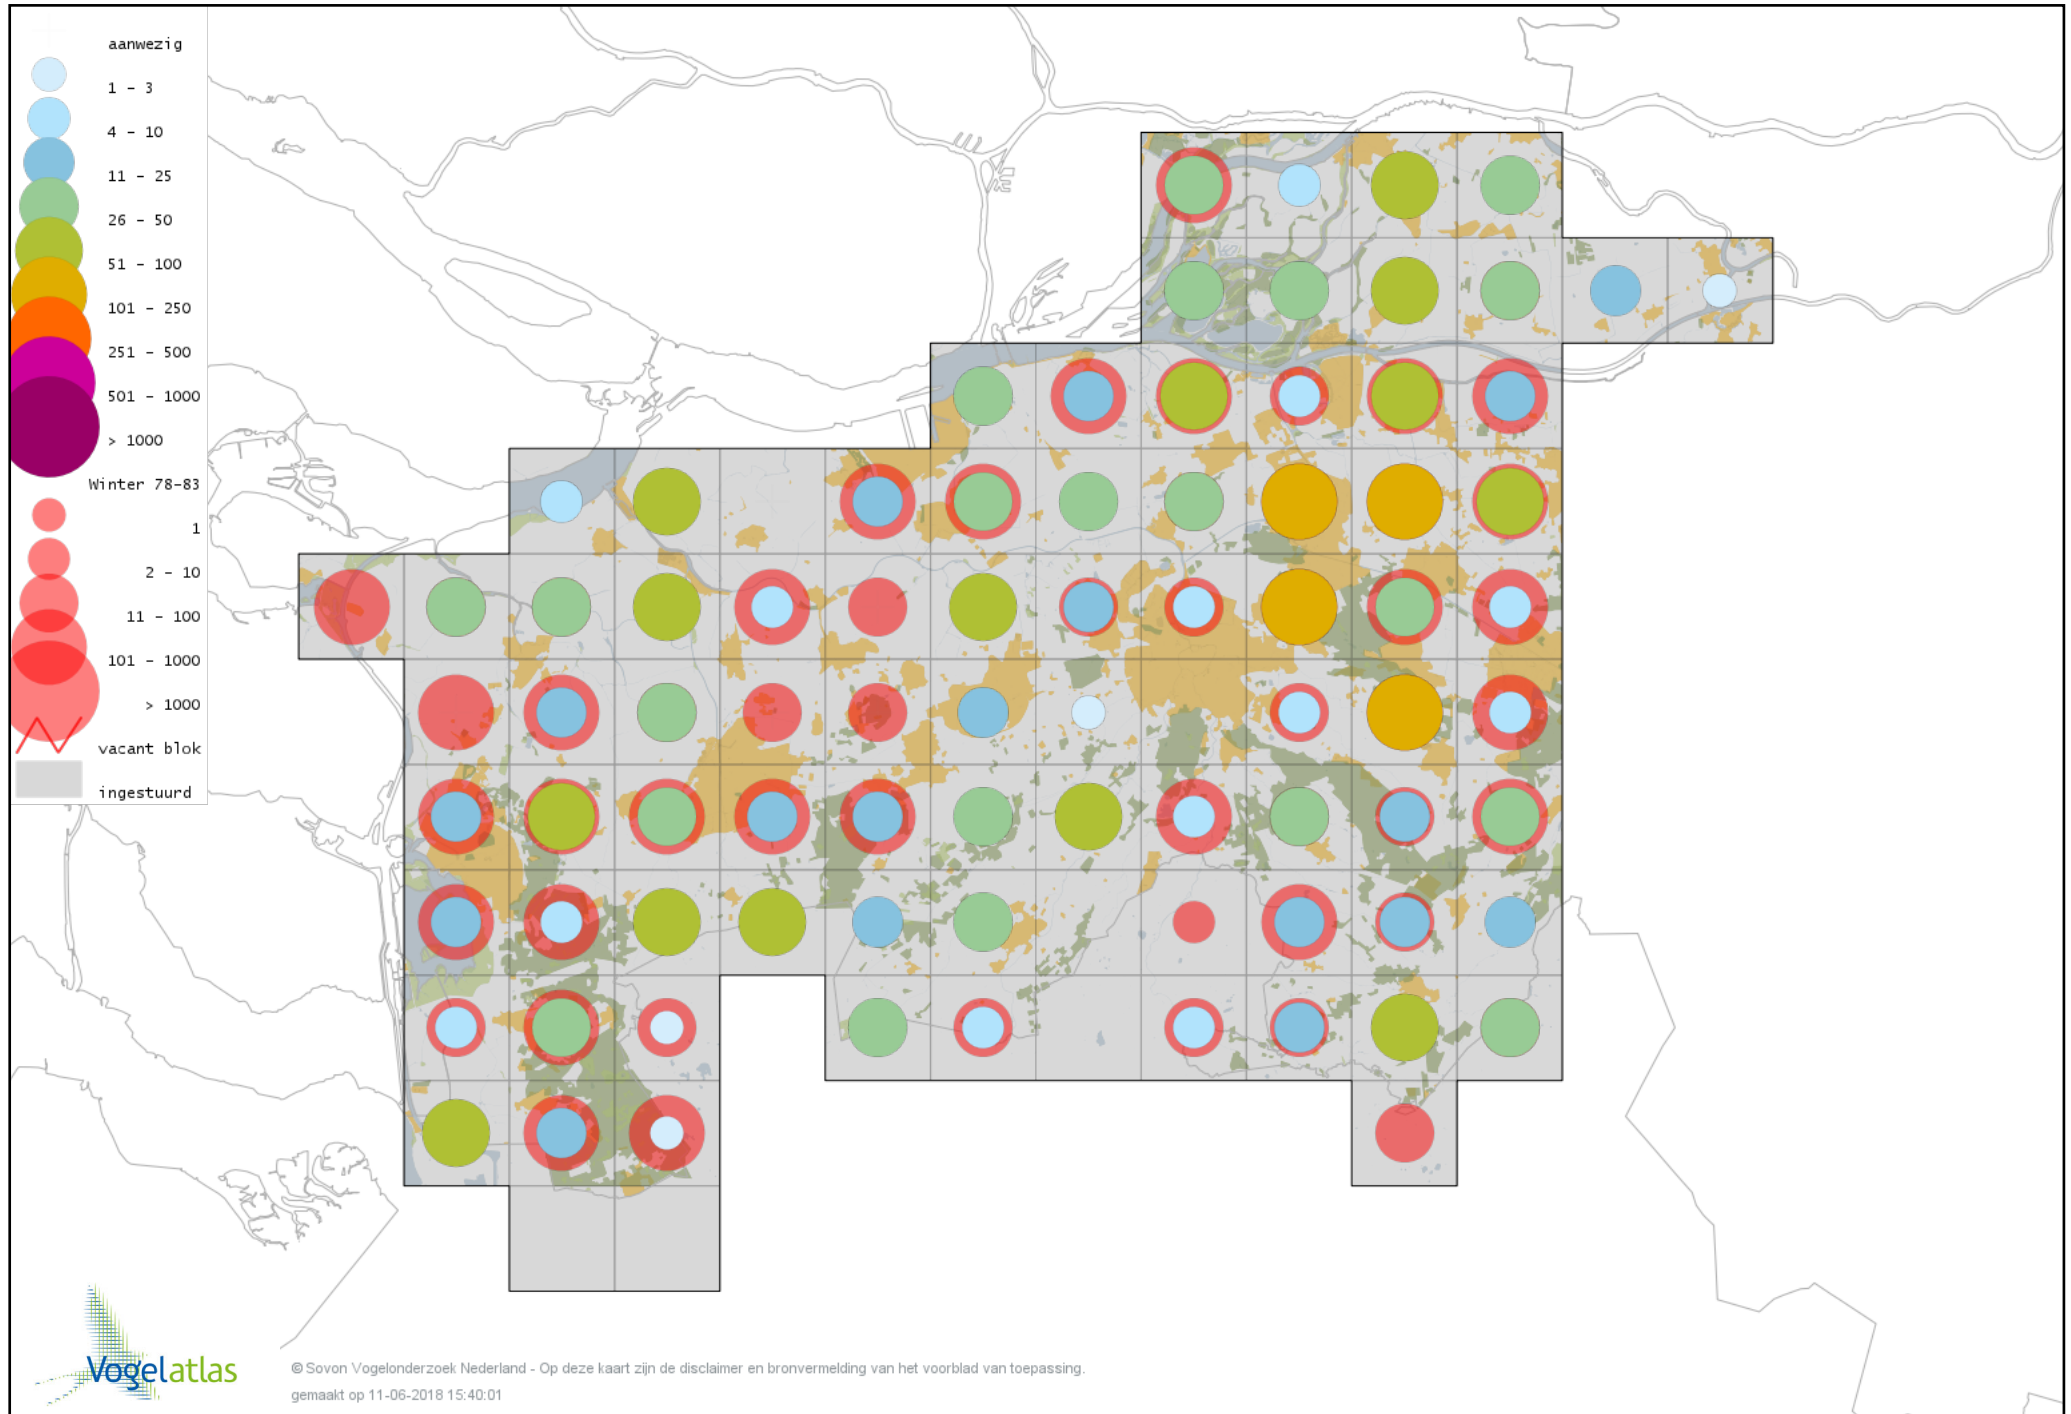 aanwezig
1 - 3
4 - 10
11 - 25
26 - 50
51 - 100
101 - 250
251 - 500
501 - 1000
> 1000
Winter 78-83
1
2 - 10
11 - 100
101 - 1000
> 1000
vacant blok
ingestuurd
Vogelatlas
© Sovon Vogelonderzoek Nederland - Op deze kaart zijn de disclaimer en bronvermelding van het voorblad van toepassing.
gemaakt op 11-06-2018 15:40:01